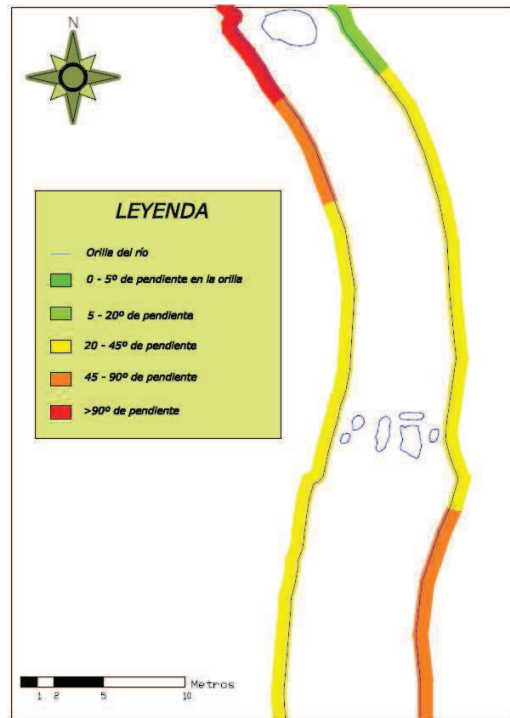 N
LEYENDA
Orilla del río
0 - 5º de pendiente en la orilla
5 - 20º de pendiente
20 - 45º de pendiente
45 - 90º de pendiente
>90º de pendiente
Metros
1 2 5 10